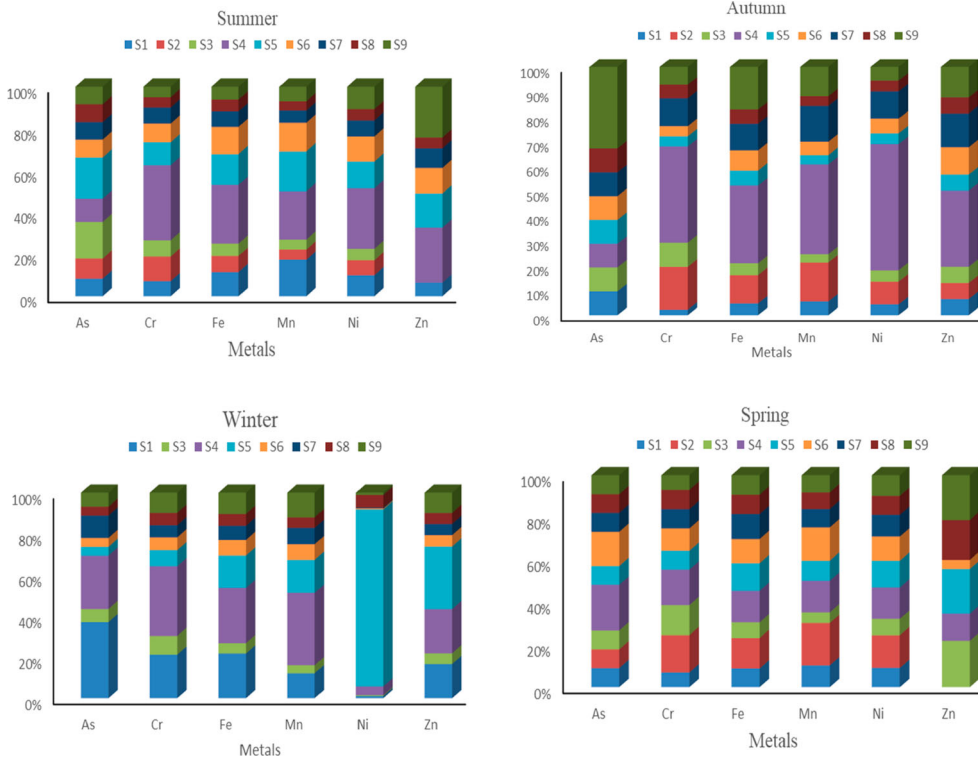 Summer
S1 S2 S3 S4 S5 S6 S7 S8 S9
100%
80%
60%
40%
20%
0%
As Cr Fe Mn Ni Zn
Metals
Autumn
S1 S2 S3 S4 S5 S6 S7 S8 S9
100%
90%
80%
70%
60%
50%
40%
30%
20%
10%
0%
As Cr Fe Mn Ni Zn
Metals
Winter
S1 S3 S4 S5 S6 S7 S8 S9
100%
80%
60%
40%
20%
0%
As Cr Fe Mn Ni Zn
Metals
Spring
S1 S2 S3 S4 S5 S6 S7 S8 S9
100%
80%
60%
40%
20%
0%
As Cr Fe Mn Ni Zn
Metals